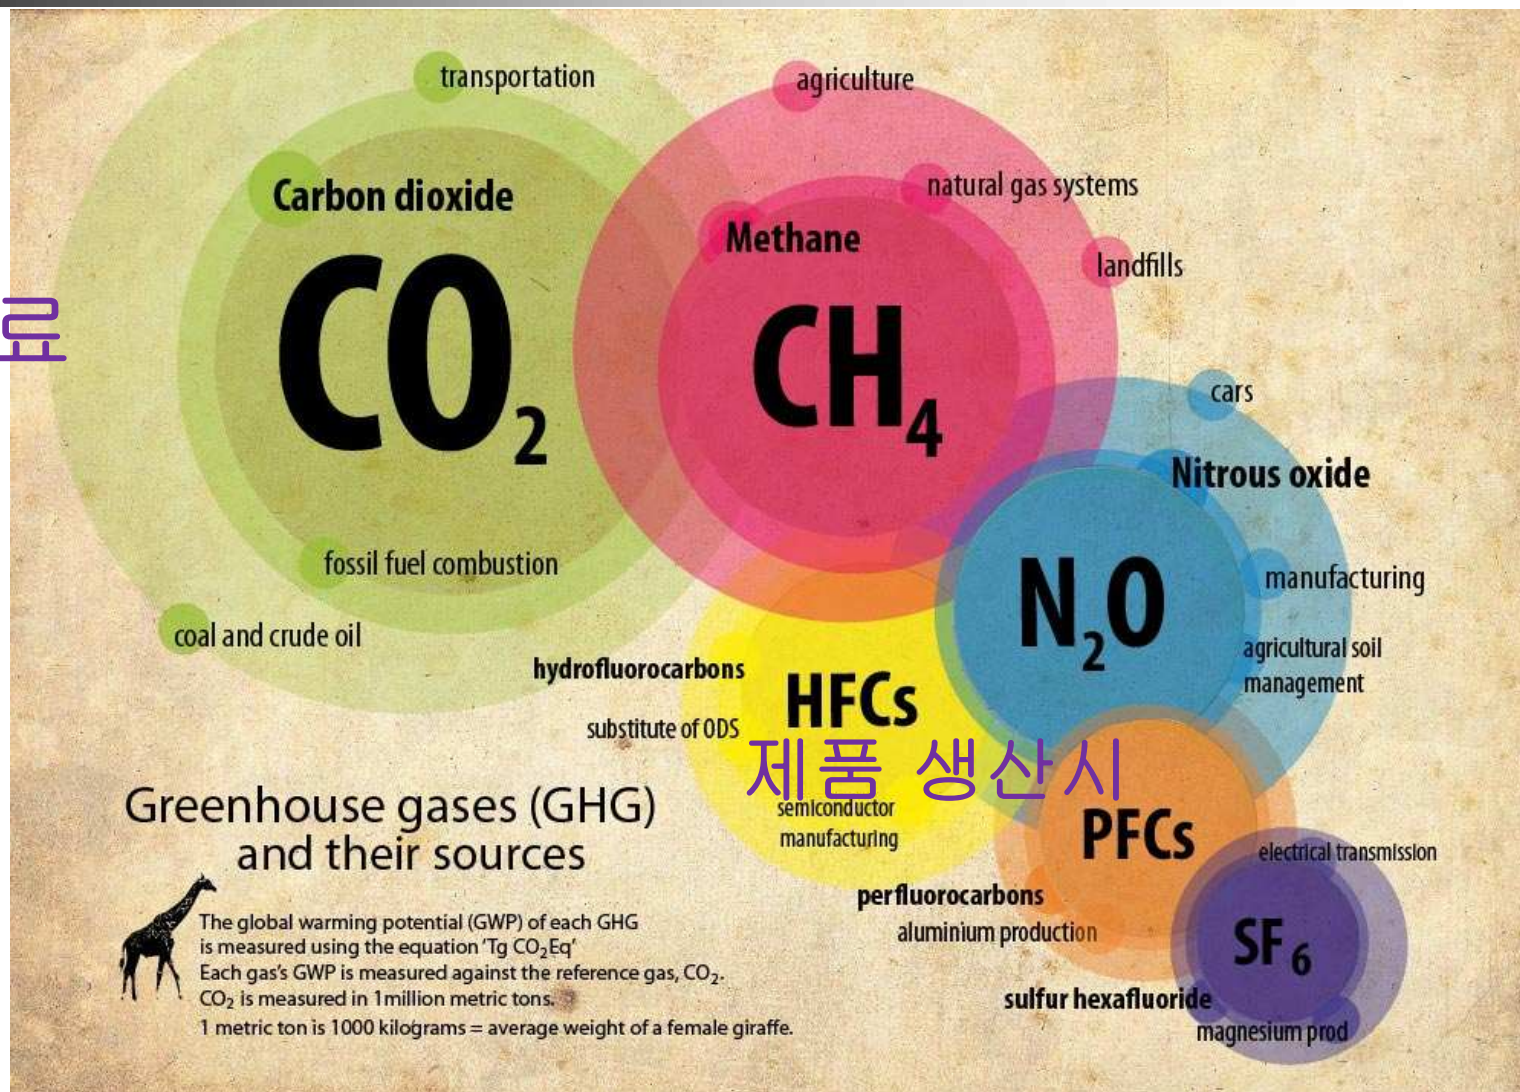 transportation
Carbon dioxide
CO₂
fossil fuel combustion
coal and crude oil
agriculture
natural gas systems
Methane
landfills
CH₄
cars
Nitrous oxide
N₂O
manufacturing
agricultural soil
management
료
hydrofluorocarbons
HFCs
substitute of ODS
제품 생산시
semiconductor
manufacturing
PFCs
perfluorocarbons
aluminium production
electrical transmission
SF₆
sulfur hexafluoride
magnesium prod
Greenhouse gases (GHG)
and their sources
The global warming potential (GWP) of each GHG
is measured using the equation ‘Tg CO₂Eq’
Each gas's GWP is measured against the reference gas, CO₂.
CO₂ is measured in 1million metric tons.
1 metric ton is 1000 kilograms = average weight of a female giraffe.